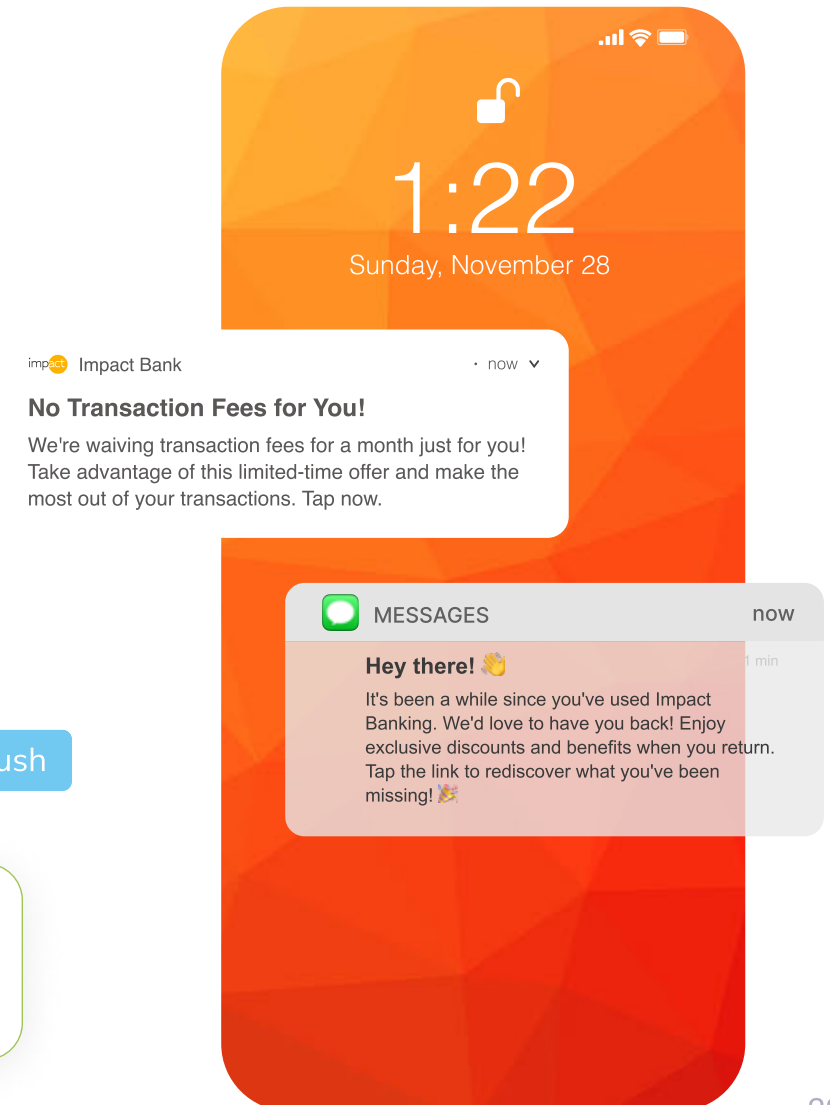 1:22
Sunday, November 28
impact Impact Bank · now
No Transaction Fees for You!
We're waiving transaction fees for a month just for you!
Take advantage of this limited-time offer and make the
most out of your transactions. Tap now.
MESSAGES now
Hey there! 👋 1 min
It's been a while since you've used Impact
Banking. We'd love to have you back! Enjoy
exclusive discounts and benefits when you return.
Tap the link to rediscover what you've been
missing! 🎉
ush